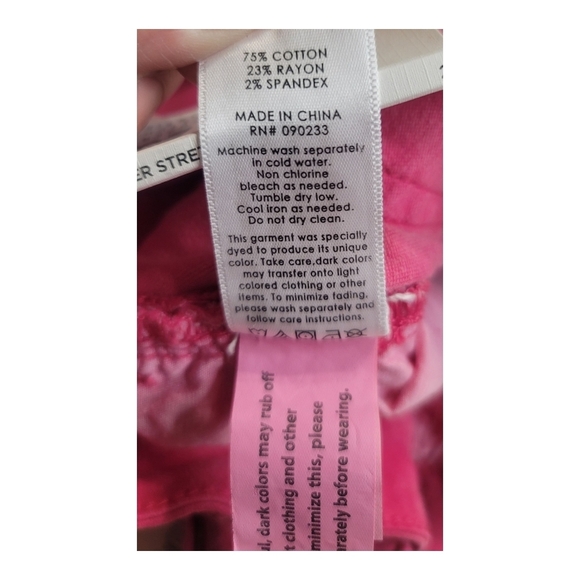 75% COTTON
23% RAYON
2% SPANDEX
MADE IN CHINA
RN# 090233
Machine wash separately
in cold water.
Non chlorine
bleach as needed.
Tumble dry low.
Cool iron as needed.
Do not dry clean.
This garment was specially
dyed to produce its unique
color. Take care,dark colors
may transfer onto light
colored clothing or other
items. To minimize fading,
please wash separately and
follow care instructions.
ER STRE
ul, dark colors may rub off
t clothing and other
minimize this, please
arately before wearing.